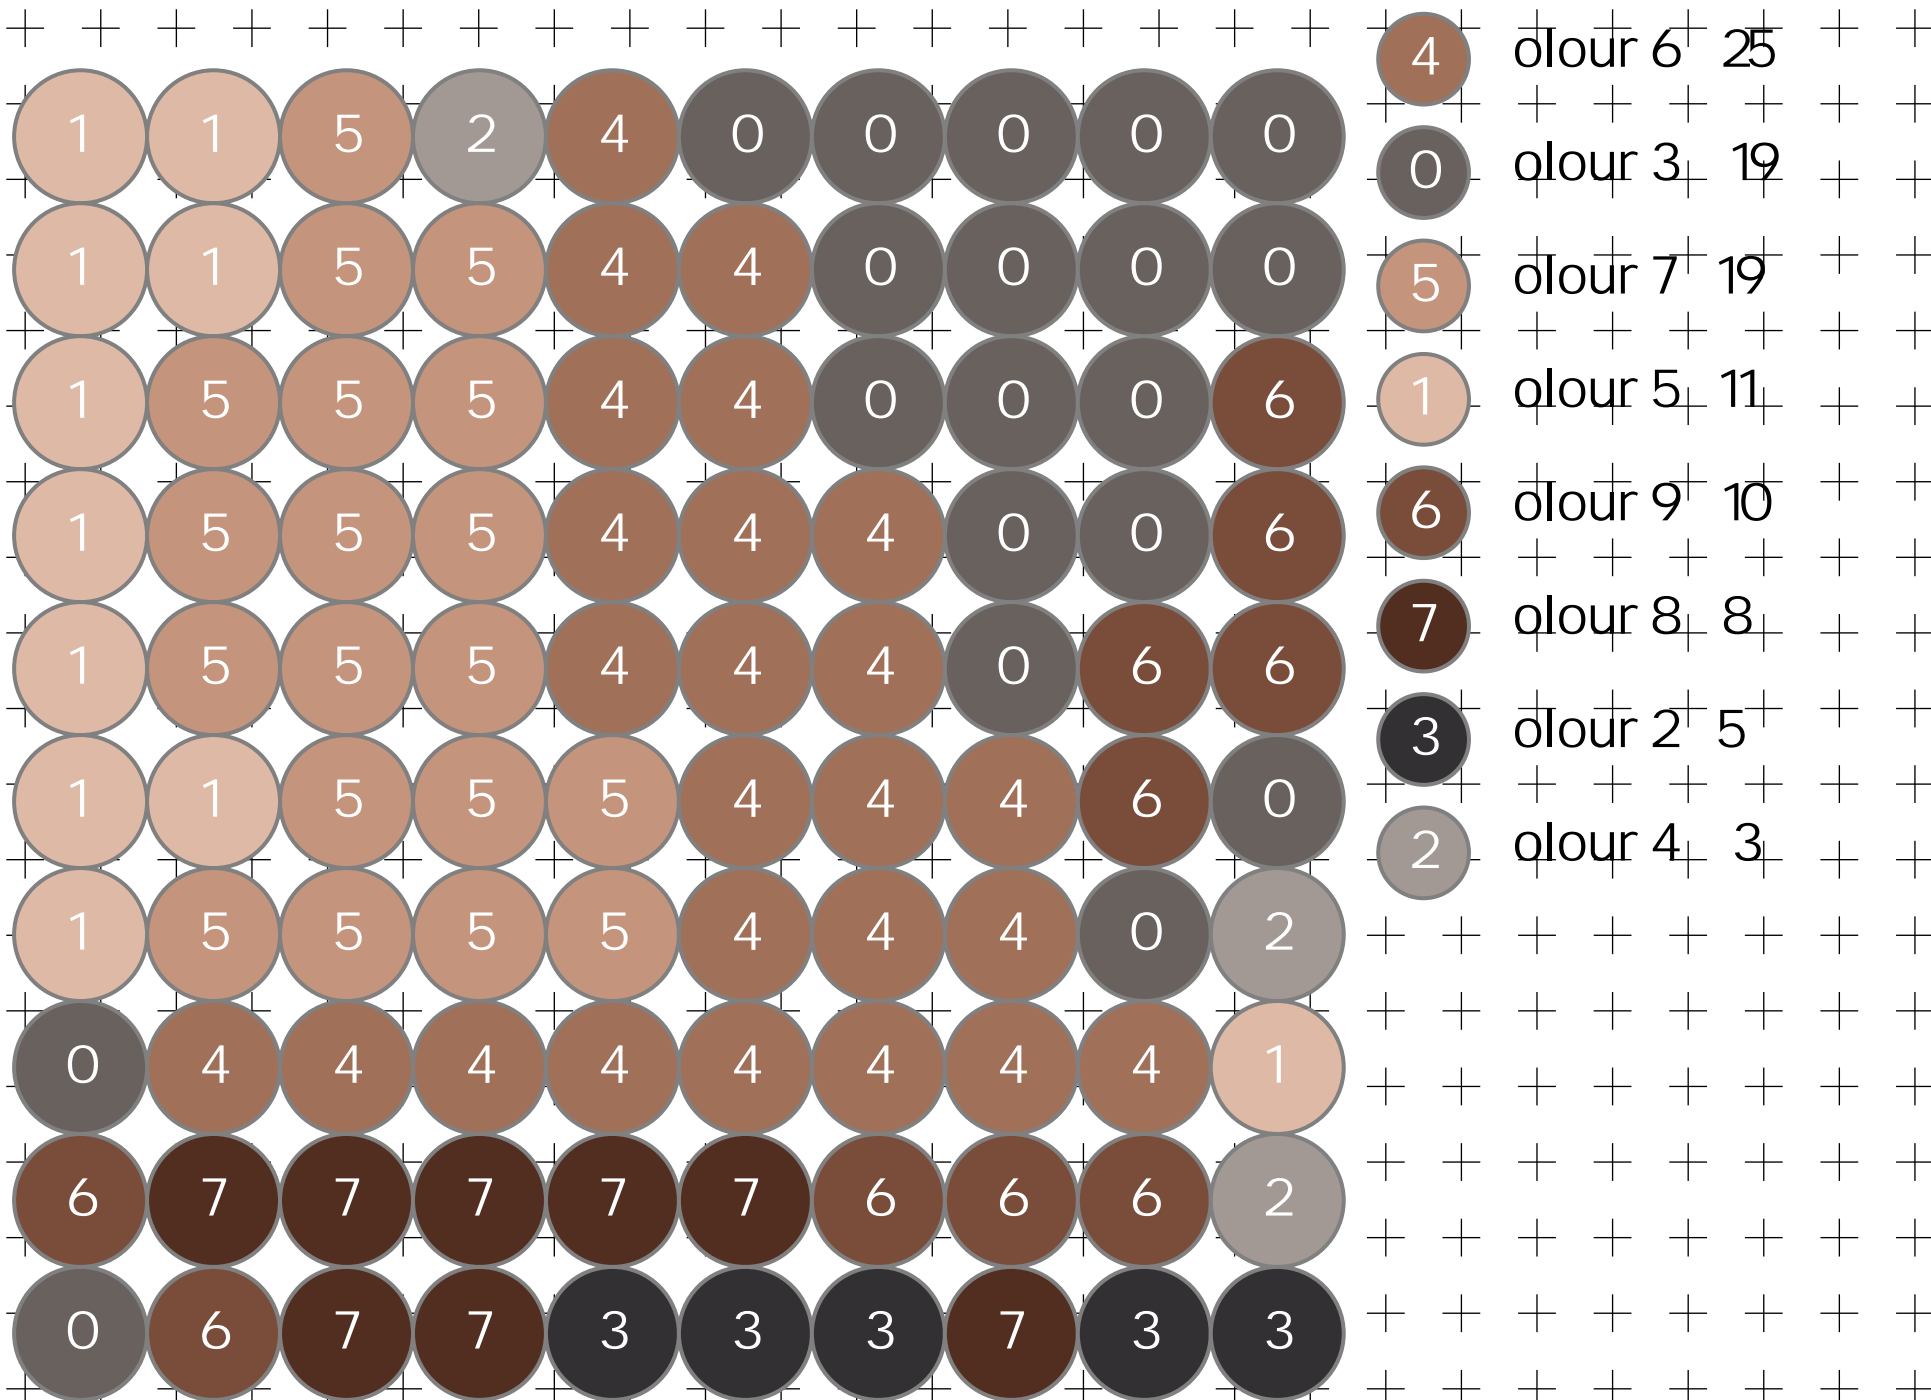 1 1 5 2 4 0 0 0 0 0
1 1 5 5 4 4 0 0 0 0
1 5 5 5 4 4 0 0 0 6
1 5 5 5 4 4 4 0 0 6
1 5 5 5 4 4 4 0 6 6
1 1 5 5 5 4 4 4 6 0
1 5 5 5 5 4 4 4 0 2
0 4 4 4 4 4 4 4 4 1
6 7 7 7 7 7 6 6 6 2
0 6 7 7 3 3 3 7 3 3
4 olour 6 25
0 olour 3 19
5 olour 7 19
1 olour 5 11
6 olour 9 10
7 olour 8 8
3 olour 2 5
2 olour 4 3